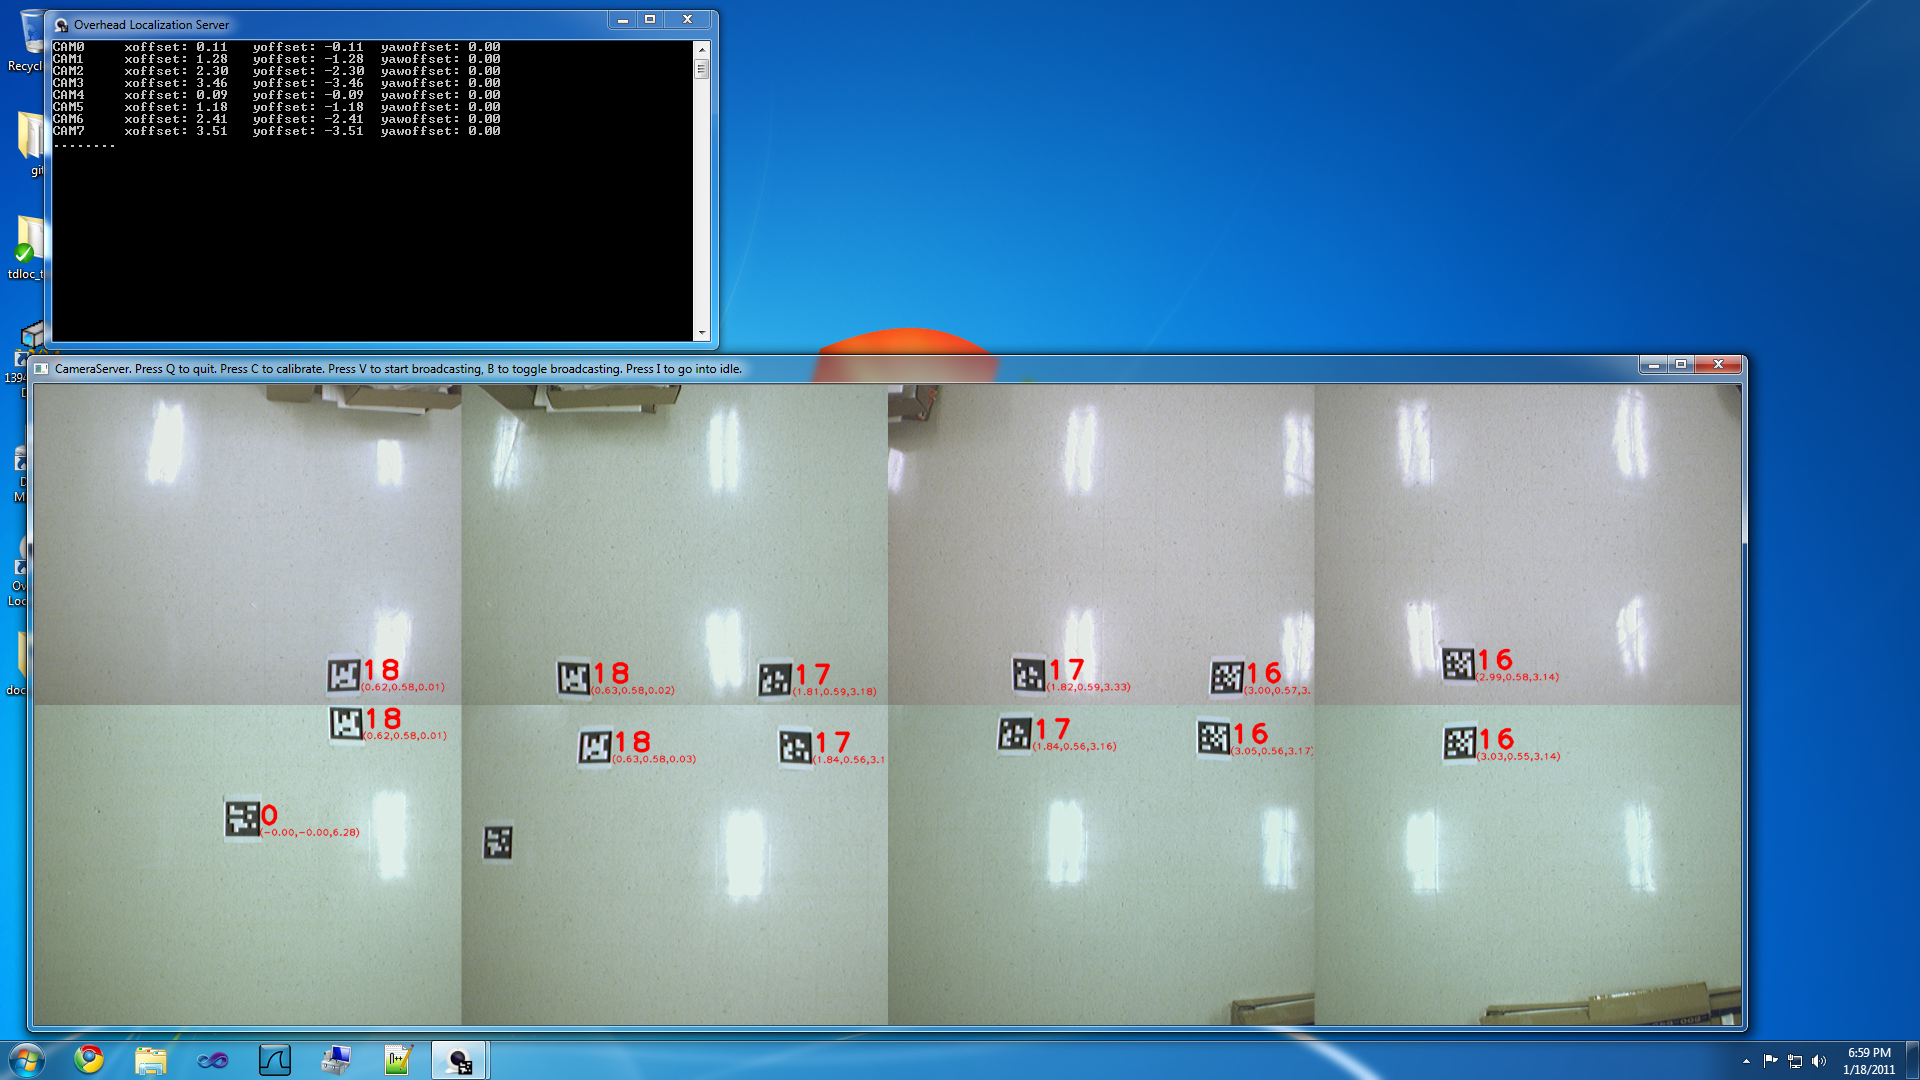 Overhead Localization Server
CAM0 xoffset: 0.11 yoffset: -0.11 yawoffset: 0.00
CAM1 xoffset: 1.28 yoffset: -1.28 yawoffset: 0.00
CAM2 xoffset: 2.30 yoffset: -2.30 yawoffset: 0.00
CAM3 xoffset: 3.46 yoffset: -3.46 yawoffset: 0.00
CAM4 xoffset: 0.09 yoffset: -0.09 yawoffset: 0.00
CAM5 xoffset: 1.18 yoffset: -1.18 yawoffset: 0.00
CAM6 xoffset: 2.41 yoffset: -2.41 yawoffset: 0.00
CAM7 xoffset: 3.51 yoffset: -3.51 yawoffset: 0.00
--------
Recycl
git
tdloc_t
1394
D
D
M
Ov
Loc
doc
CameraServer. Press Q to quit. Press C to calibrate. Press V to start broadcasting, B to toggle broadcasting. Press I to go into idle.
18
(0.62,0.58,0.01)
18
(0.63,0.58,0.02)
17
(1.81,0.59,3.18)
17
(1.82,0.59,3.33)
16
(3.00,0.57,3.
16
(2.99,0.58,3.14)
18
(0.62,0.58,0.01)
18
(0.63,0.58,0.03)
17
(1.84,0.56,3.1
17
(1.84,0.56,3.16)
16
(3.05,0.56,3.17)
16
(3.03,0.55,3.14)
0
(-0.00,-0.00,6.28)
6:59 PM
1/18/2011